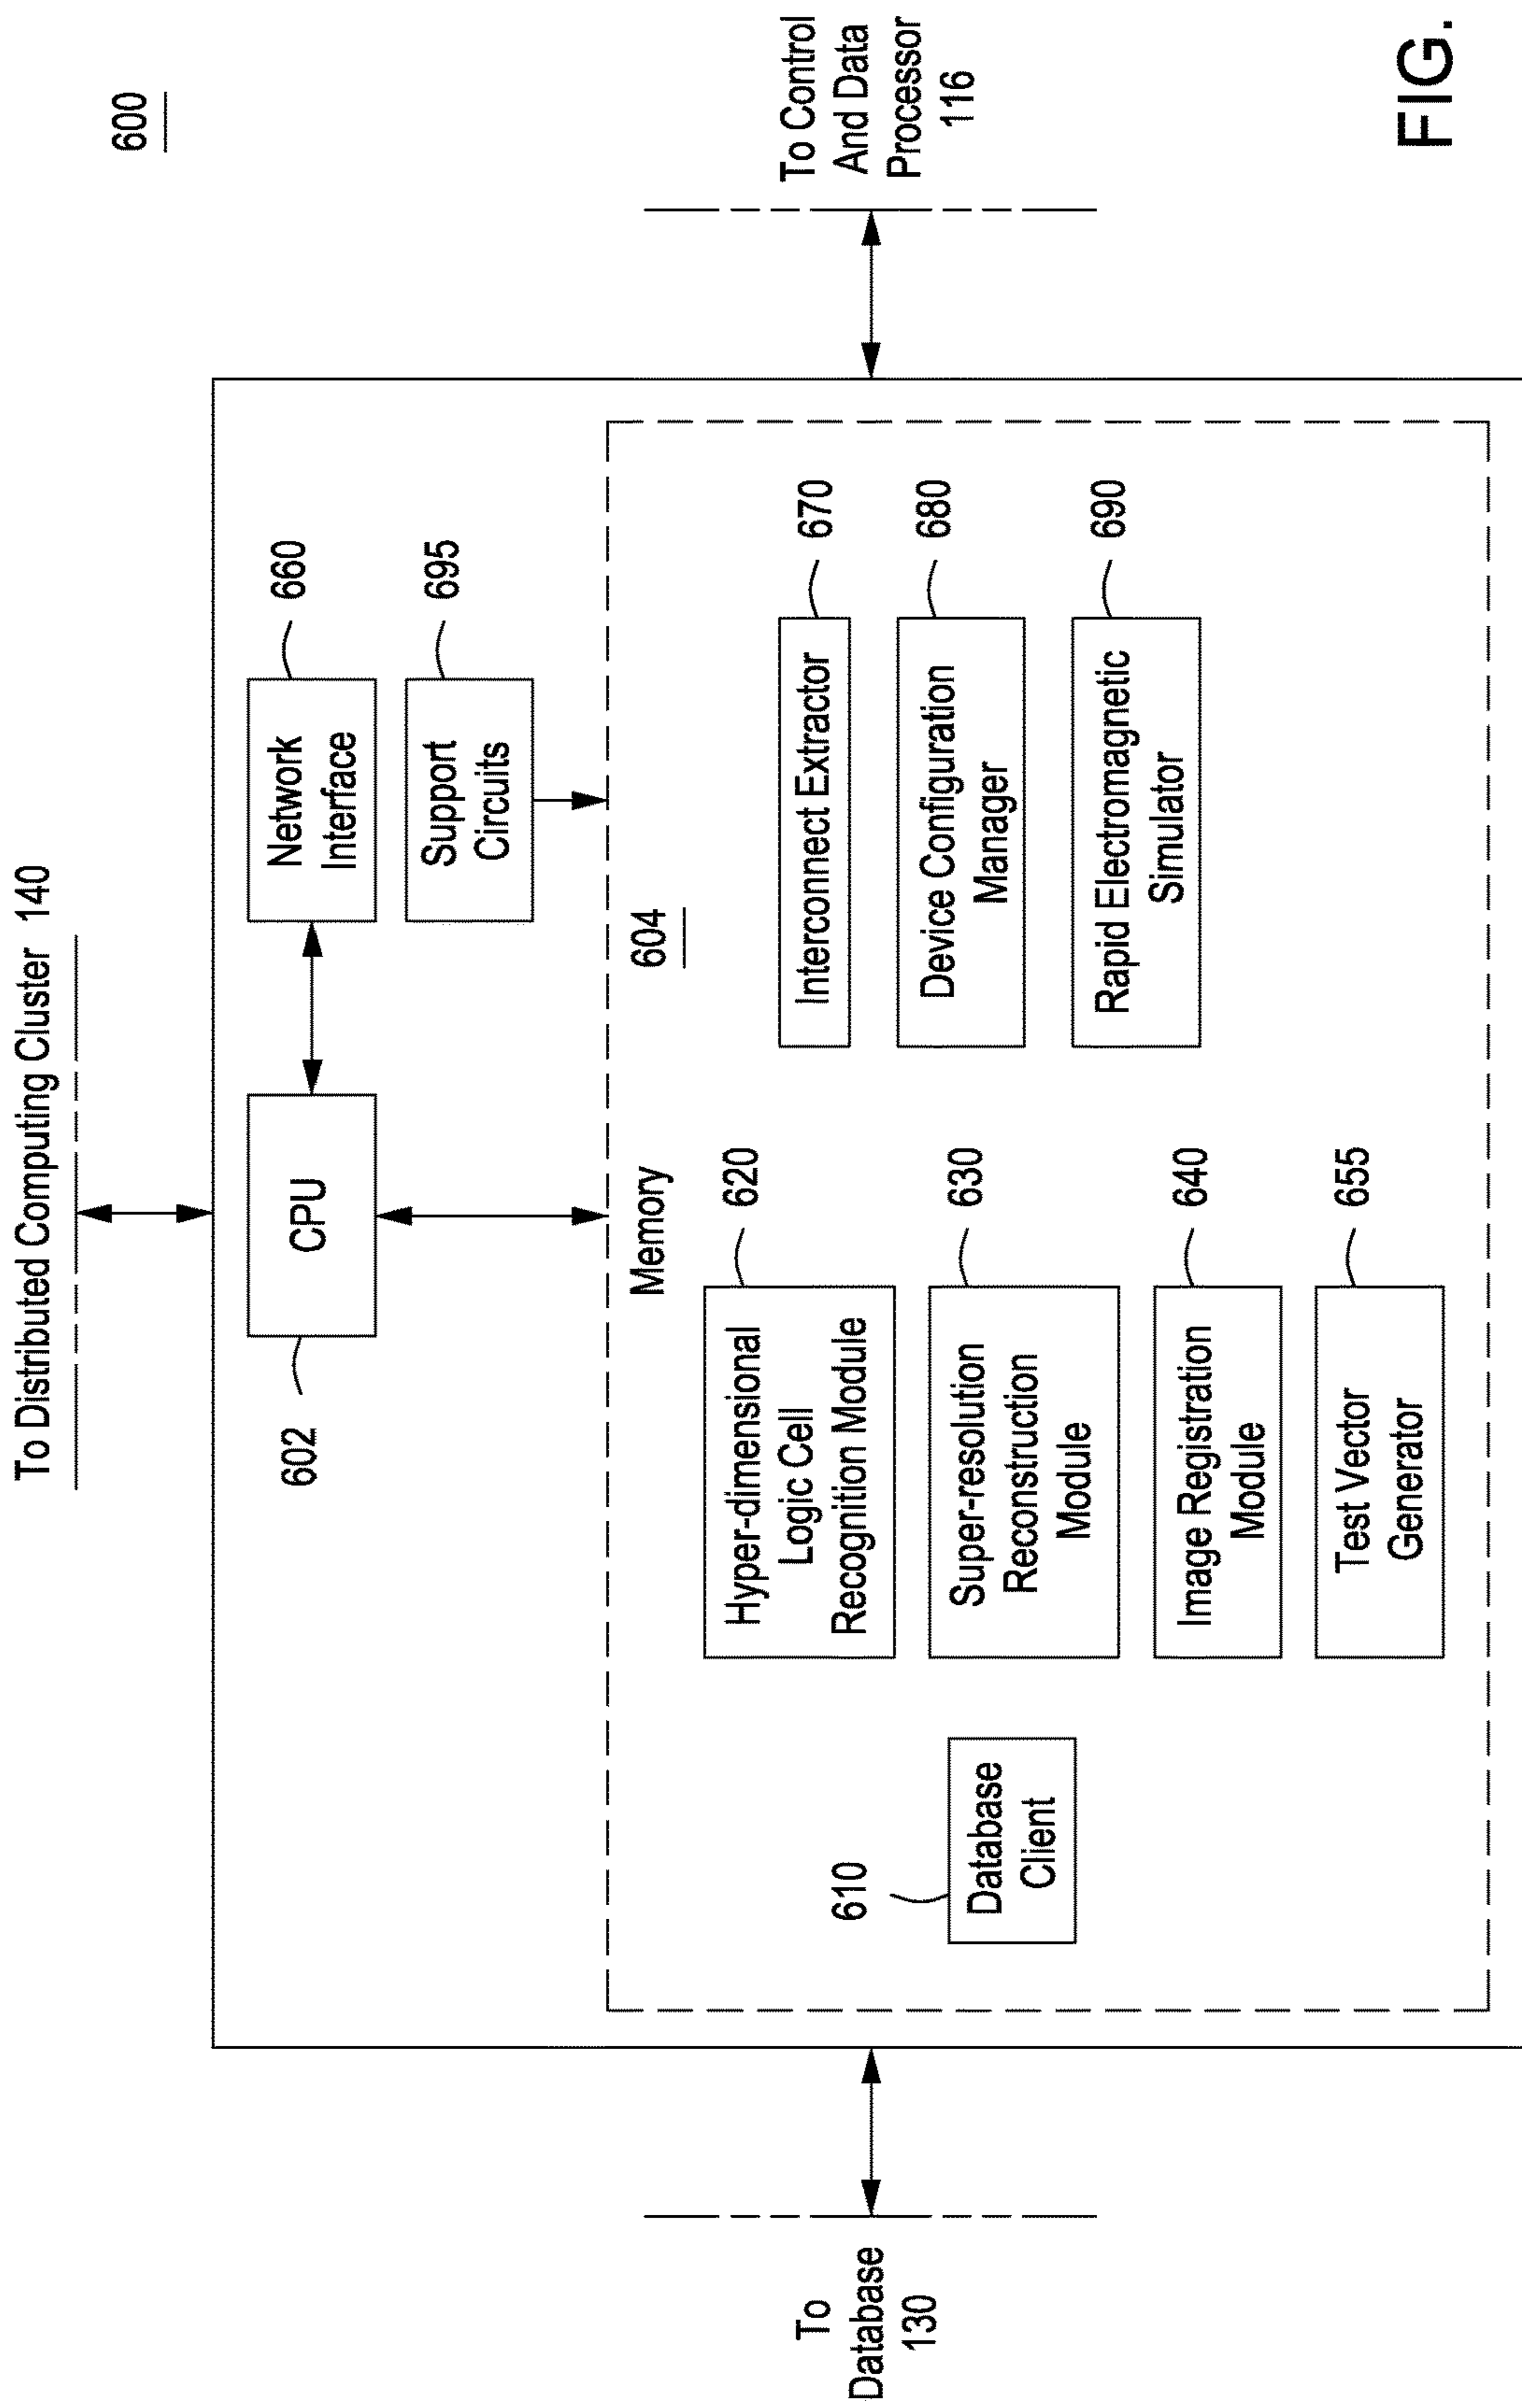 600
To Distributed Computing Cluster 140
602
CPU
Network
Interface
660
Support
Circuits
695
Memory
604
To
Database
130
610
Database
Client
Hyper-dimensional
Logic Cell
Recognition Module
620
Super-resolution
Reconstruction
Module
630
Image Registration
Module
640
Test Vector
Generator
655
Interconnect Extractor
670
Device Configuration
Manager
680
Rapid Electromagnetic
Simulator
690
To Control
And Data
Processor
116
FIG.